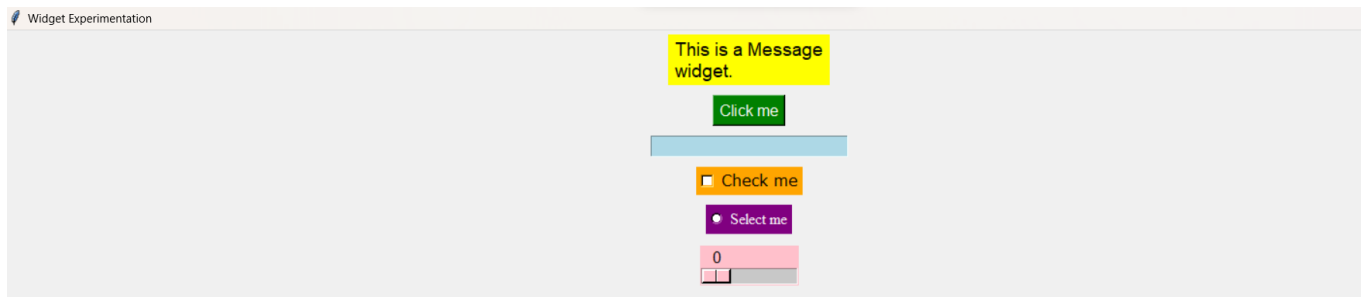 Widget Experimentation
This is a Message
widget.
Click me
Check me
Select me
0